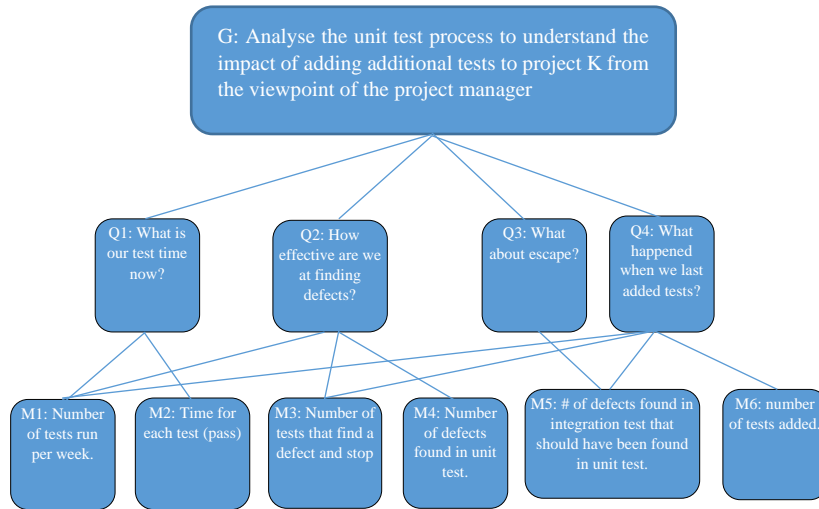 G: Analyse the unit test process to understand the
impact of adding additional tests to project K from
the viewpoint of the project manager
Q1: What is
our test time
now?
Q2: How
effective are we
at finding
defects?
Q3: What
about escape?
Q4: What
happened
when we last
added tests?
M1: Number
of tests run
per week.
M2: Time for
each test (pass)
M3: Number of
tests that find a
defect and stop
M4: Number of
defects found
in unit test.
M5: # of defects found in
integration test that
should have been found
in unit test.
M6: number
of tests added.